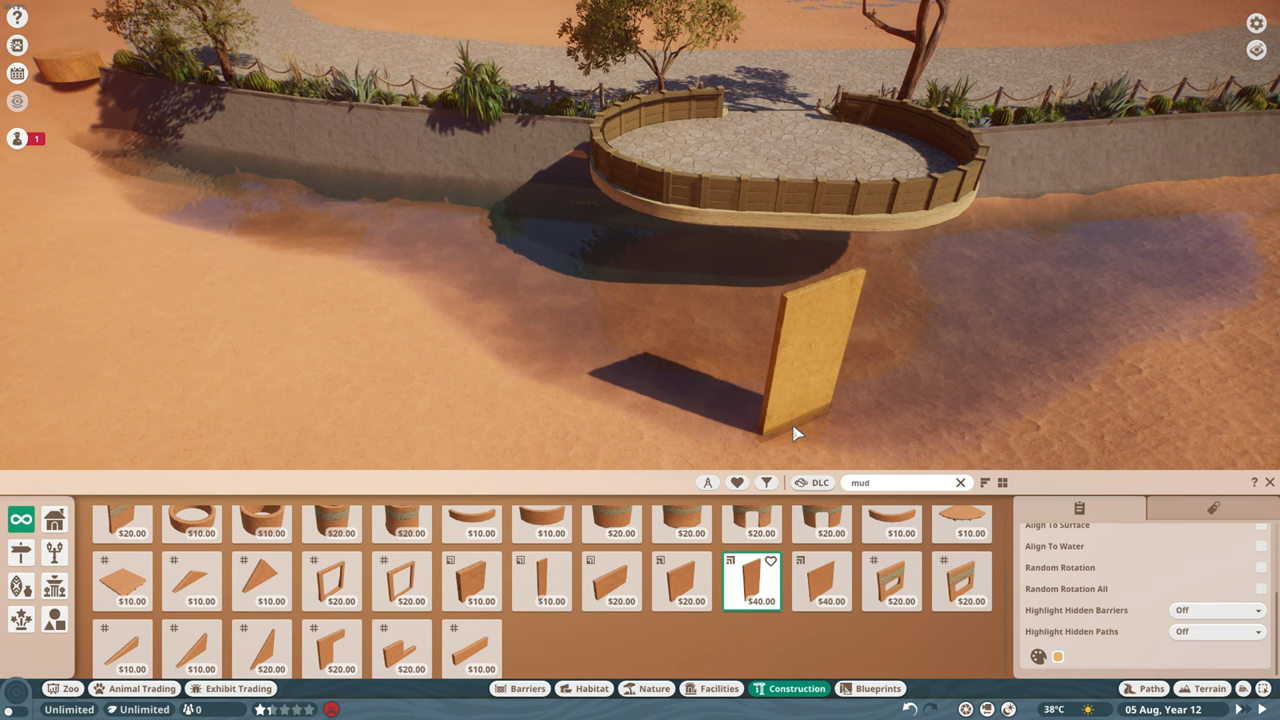 ?
1
DLC
mud
?
$20.00 $10.00 $10.00 $20.00 $20.00 $10.00 $10.00 $20.00 $20.00 $20.00 $20.00 $10.00 $10.00
$10.00 $10.00 $10.00 $20.00 $20.00 $10.00 $10.00 $20.00 $20.00 $40.00 $40.00 $20.00 $20.00
$10.00 $10.00 $20.00 $20.00 $20.00 $10.00
Align To Surface
Align To Water
Random Rotation
Random Rotation All
Highlight Hidden Barriers Off
Highlight Hidden Paths Off
Zoo Animal Trading Exhibit Trading Barriers Habitat Nature Facilities Construction Blueprints Paths Terrain
Unlimited Unlimited 0 38°C 05 Aug, Year 12